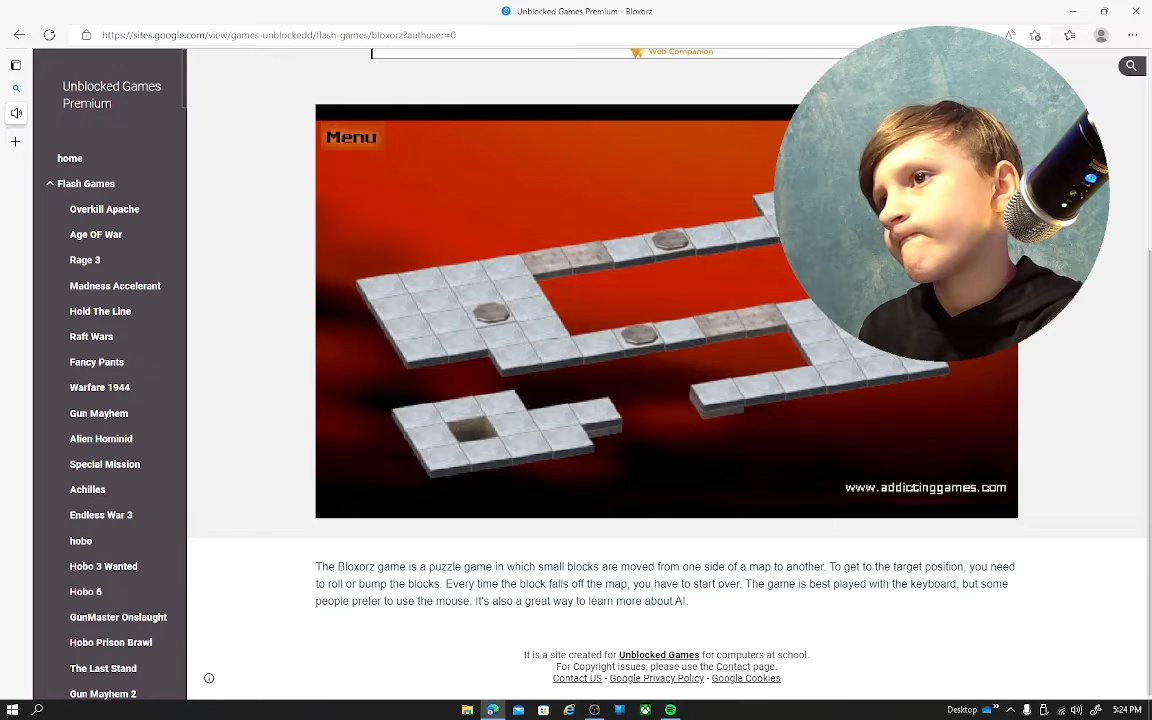 Unblocked Games Premium - Bloxorz
https://sites.google.com/view/games-unblockedd/flash-games/bloxorz?authuser=0
Web Companion
Unblocked Games
Premium
home
Flash Games
Overkill Apache
Age OF War
Rage 3
Madness Accelerant
Hold The Line
Raft Wars
Fancy Pants
Warfare 1944
Gun Mayhem
Alien Hominid
Special Mission
Achilles
Endless War 3
hobo
Hobo 3 Wanted
Hobo 6
GunMaster Onslaught
Hobo Prison Brawl
The Last Stand
Gun Mayhem 2
Menu
www.addictinggames.com
The Bloxorz game is a puzzle game in which small blocks are moved from one side of a map to another. To get to the target position, you need
to roll or bump the blocks. Every time the block falls off the map, you have to start over. The game is best played with the keyboard, but some
people prefer to use the mouse. It's also a great way to learn more about AI.
It is a site created for Unblocked Games for computers at school.
For Copyright issues, please use the Contact page.
Contact US - Google Privacy Policy - Google Cookies
Desktop
5:24 PM